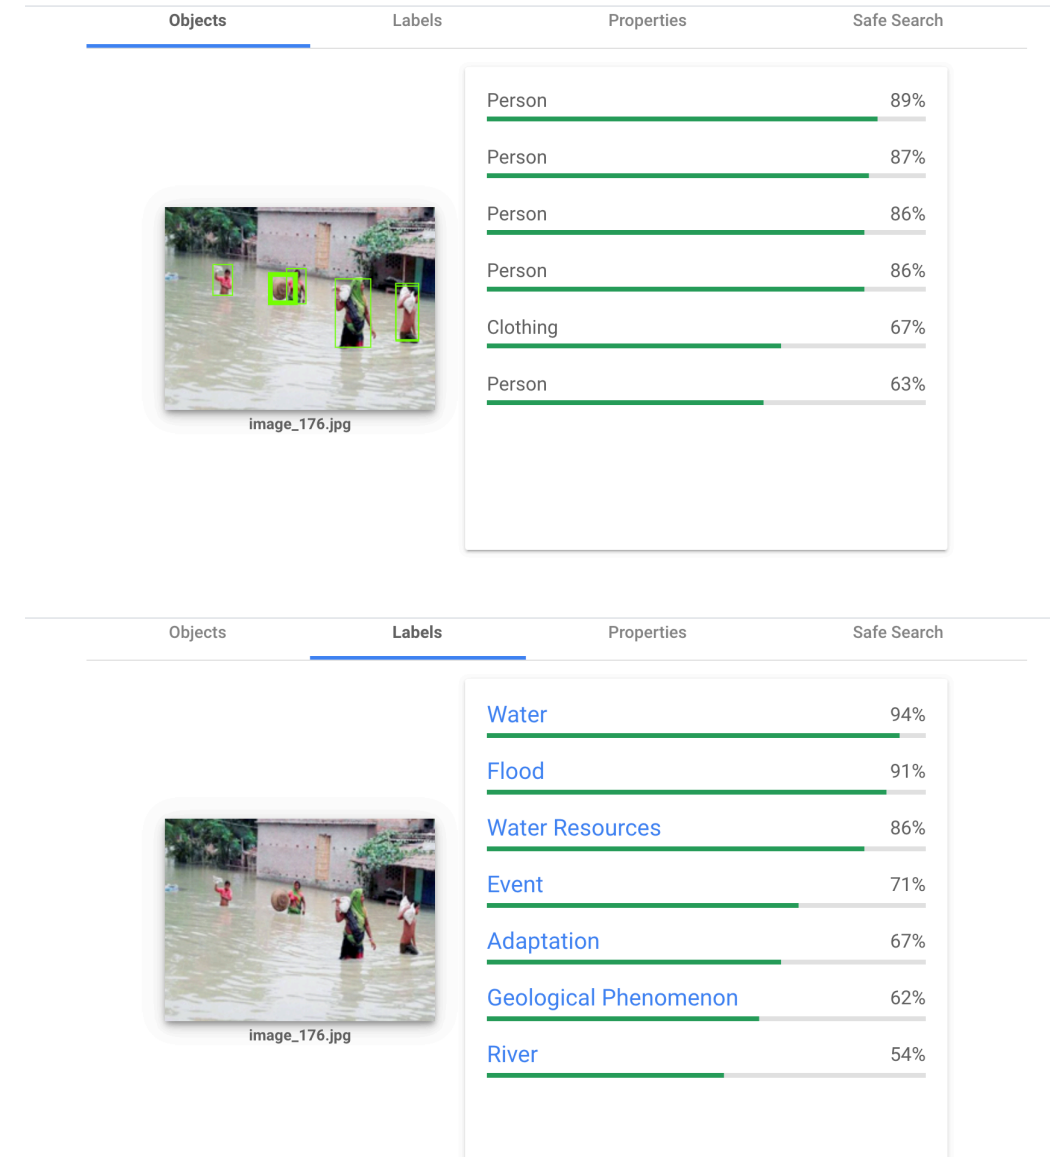 Objects Labels Properties Safe Search
Person 89%
Person 87%
Person 86%
Person 86%
Clothing 67%
Person 63%
image_176.jpg
Objects Labels Properties Safe Search
Water 94%
Flood 91%
Water Resources 86%
Event 71%
Adaptation 67%
Geological Phenomenon 62%
River 54%
image_176.jpg